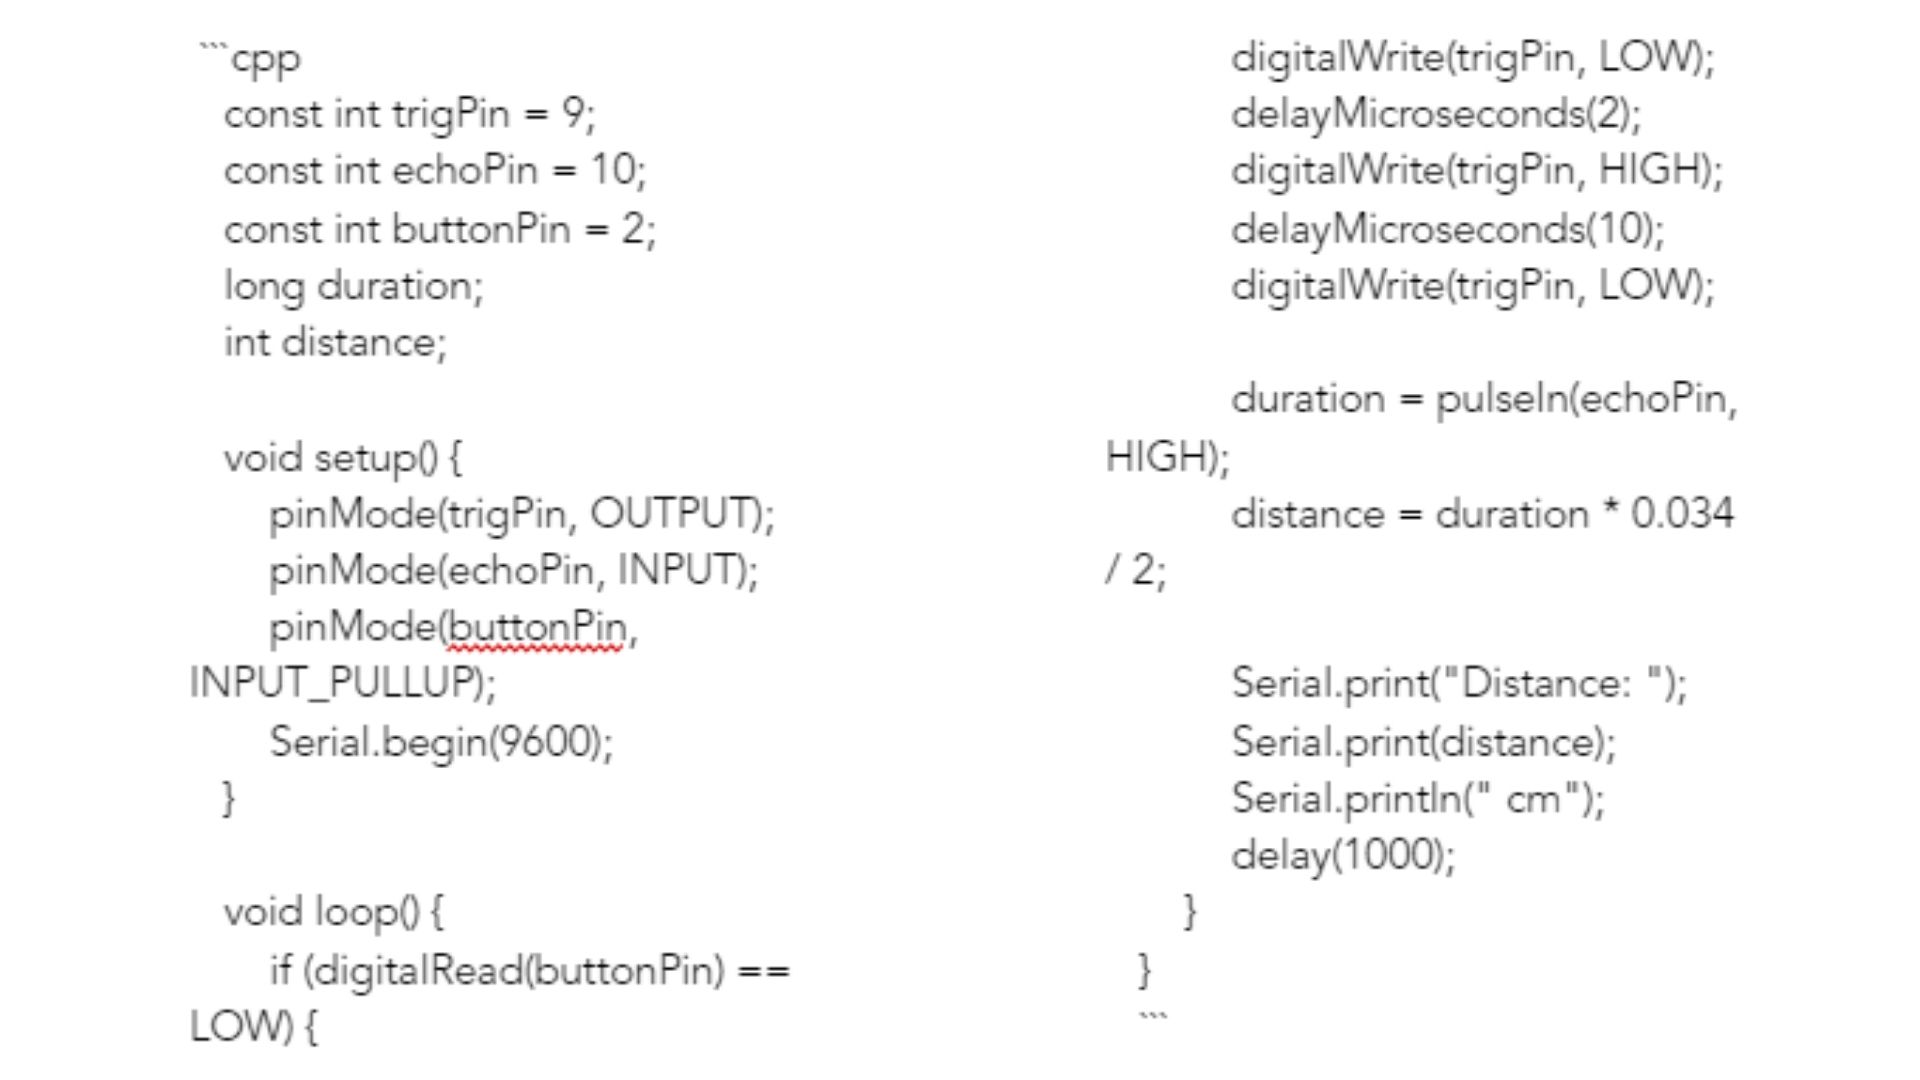 ```cpp
const int trigPin = 9;
const int echoPin = 10;
const int buttonPin = 2;
long duration;
int distance;
void setup() {
pinMode(trigPin, OUTPUT);
pinMode(echoPin, INPUT);
pinMode(buttonPin,
INPUT_PULLUP);
Serial.begin(9600);
}
void loop() {
if (digitalRead(buttonPin) ==
LOW) {
digitalWrite(trigPin, LOW);
delayMicroseconds(2);
digitalWrite(trigPin, HIGH);
delayMicroseconds(10);
digitalWrite(trigPin, LOW);
duration = pulseIn(echoPin,
HIGH);
distance = duration * 0.034
/ 2;
Serial.print("Distance: ");
Serial.print(distance);
Serial.println(" cm");
delay(1000);
}
}
```